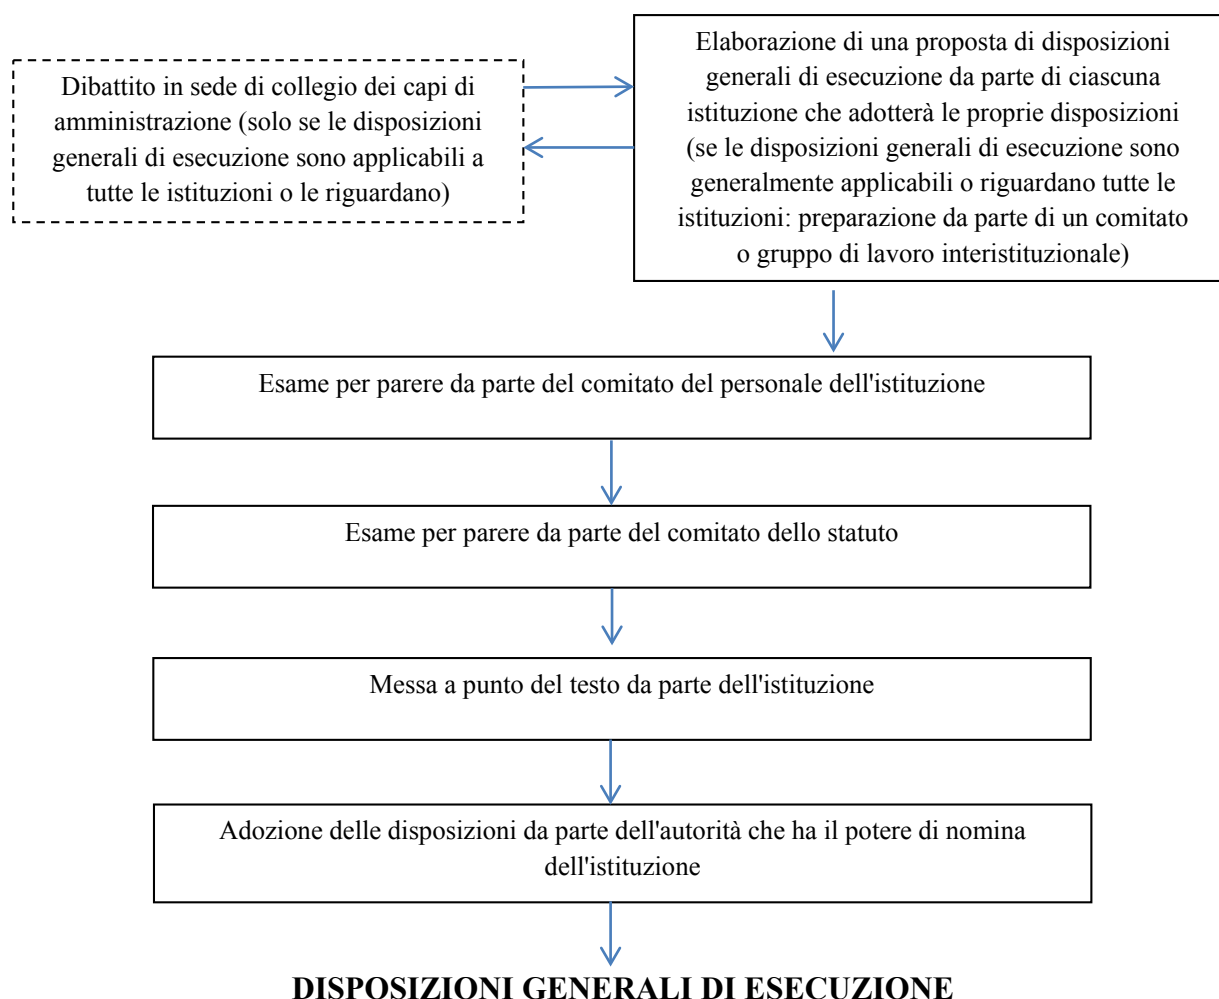 Dibattito in sede di collegio dei capi di
amministrazione (solo se le disposizioni
generali di esecuzione sono applicabili a
tutte le istituzioni o le riguardano)
Elaborazione di una proposta di disposizioni
generali di esecuzione da parte di ciascuna
istituzione che adotterà le proprie disposizioni
(se le disposizioni generali di esecuzione sono
generalmente applicabili o riguardano tutte le
istituzioni: preparazione da parte di un comitato
o gruppo di lavoro interistituzionale)
Esame per parere da parte del comitato del personale dell'istituzione
Esame per parere da parte del comitato dello statuto
Messa a punto del testo da parte dell'istituzione
Adozione delle disposizioni da parte dell'autorità che ha il potere di nomina
dell'istituzione
DISPOSIZIONI GENERALI DI ESECUZIONE